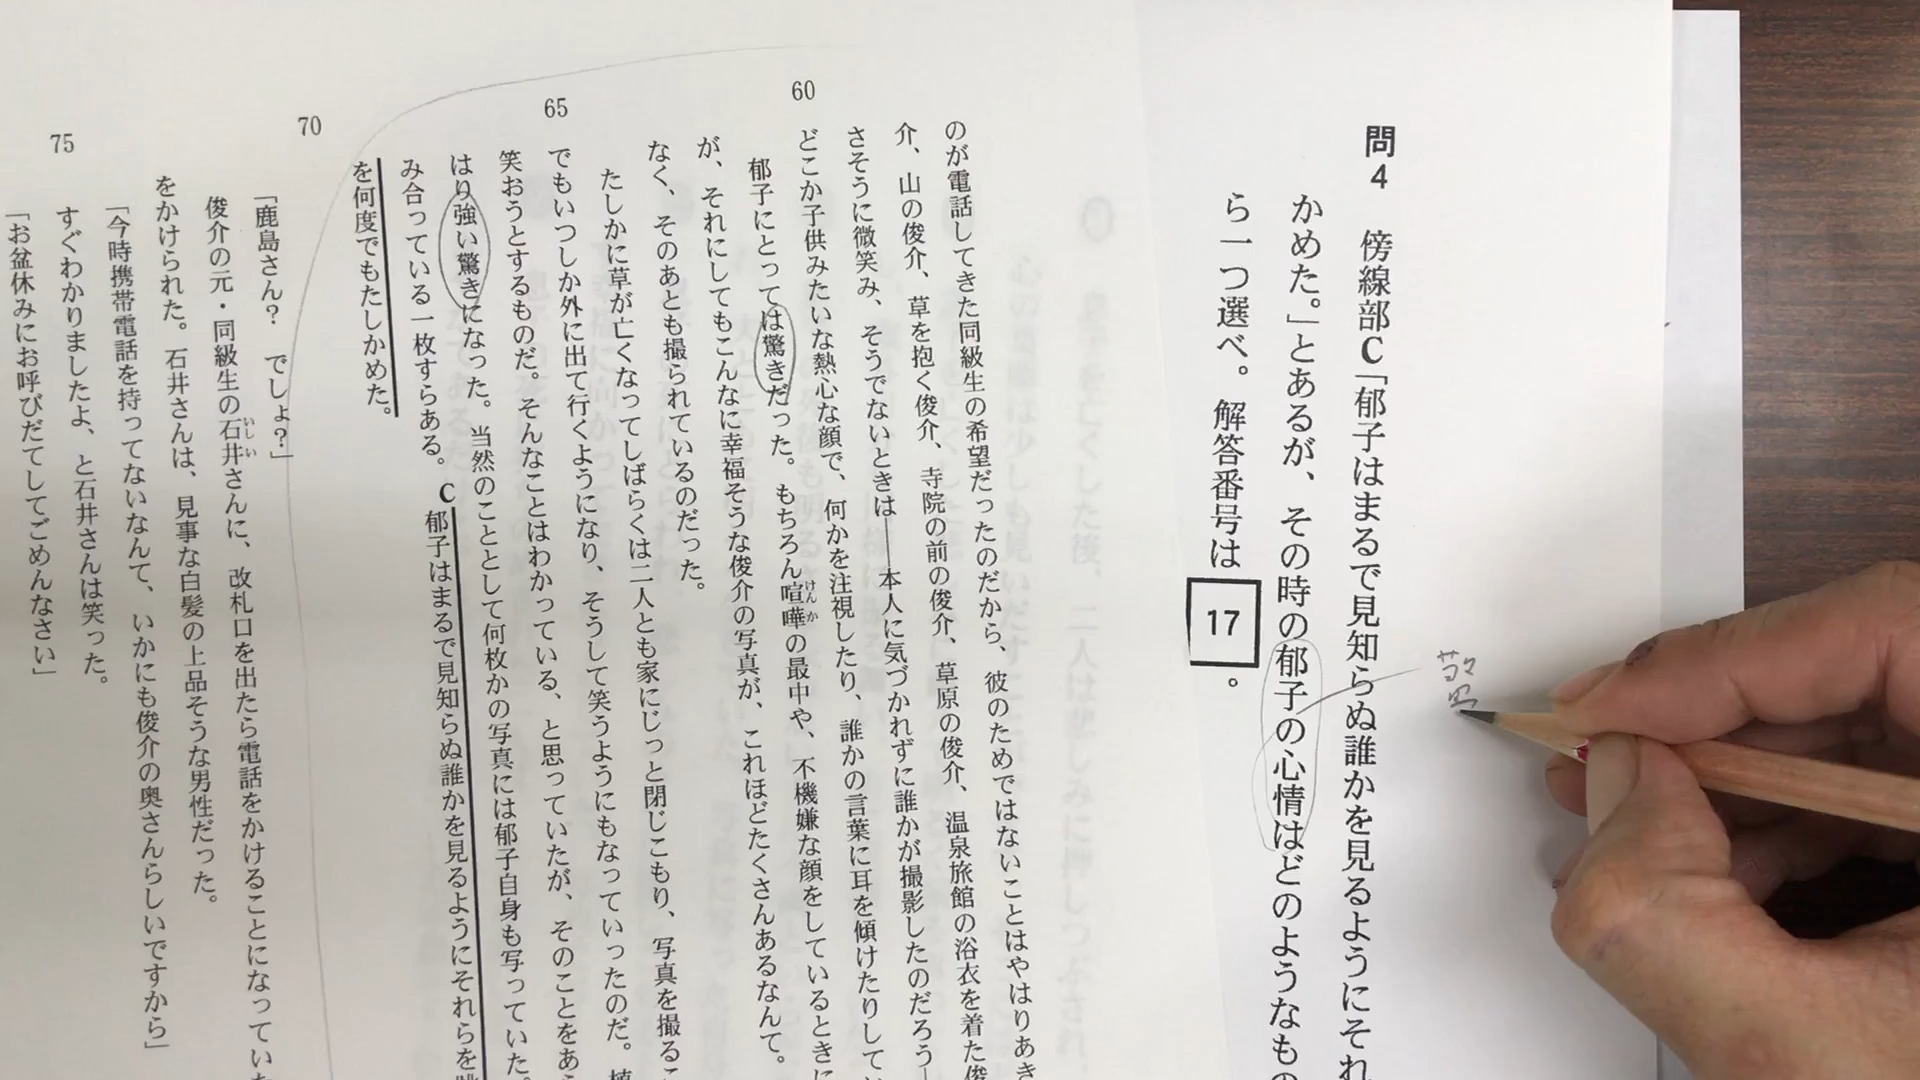 問4 傍線部C「郁子はまるで見知らぬ誰かを見るようにそれ
かめた。」とあるが、その時の郁子の心情はどのようなもの
ら一つ選べ。解答番号は 17 。
のが電話してきた同級生の希望だったのだから、彼のためではないことはやはりあき
介、山の俊介、草を抱く俊介、寺院の前の俊介、草原の俊介、温泉旅館の浴衣を着た俊
さそうに微笑み、そうでないときは――本人に気づかれずに誰かが撮影したのだろう―
60
どこか子供みたいな熱心な顔で、何かを注視したり、誰かの言葉に耳を傾けたりしてい
郁子にとっては驚きだった。もちろん喧嘩の最中や、不機嫌な顔をしているときに
けんか
が、それにしてもこんなに幸福そうな俊介の写真が、これほどたくさんあるなんて。
なく、そのあとも撮られているのだった。
たしかに草が亡くなってしばらくは二人とも家にじっと閉じこもり、写真を撮るこ
65
でもいつしか外に出て行くようになり、そうして笑うようにもなっていったのだ。植
笑おうとするものだ。そんなことはわかっている、と思っていたが、そのことをあ
はり強い驚きになった。当然のこととして何枚かの写真には郁子自身も写っていた。
み合っている一枚すらある。C郁子はまるで見知らぬ誰かを見るようにそれらを眺
を何度でもたしかめた。
70
「鹿島さん? でしょ?」
俊介の元・同級生の石井さんに、改札口を出たら電話をかけることになってい
いしい
をかけられた。石井さんは、見事な白髪の上品そうな男性だった。
「今時携帯電話を持ってないなんて、いかにも俊介の奥さんらしいですから」
75
すぐわかりましたよ、と石井さんは笑った。
「お盆休みにお呼びだてしてごめんなさい」